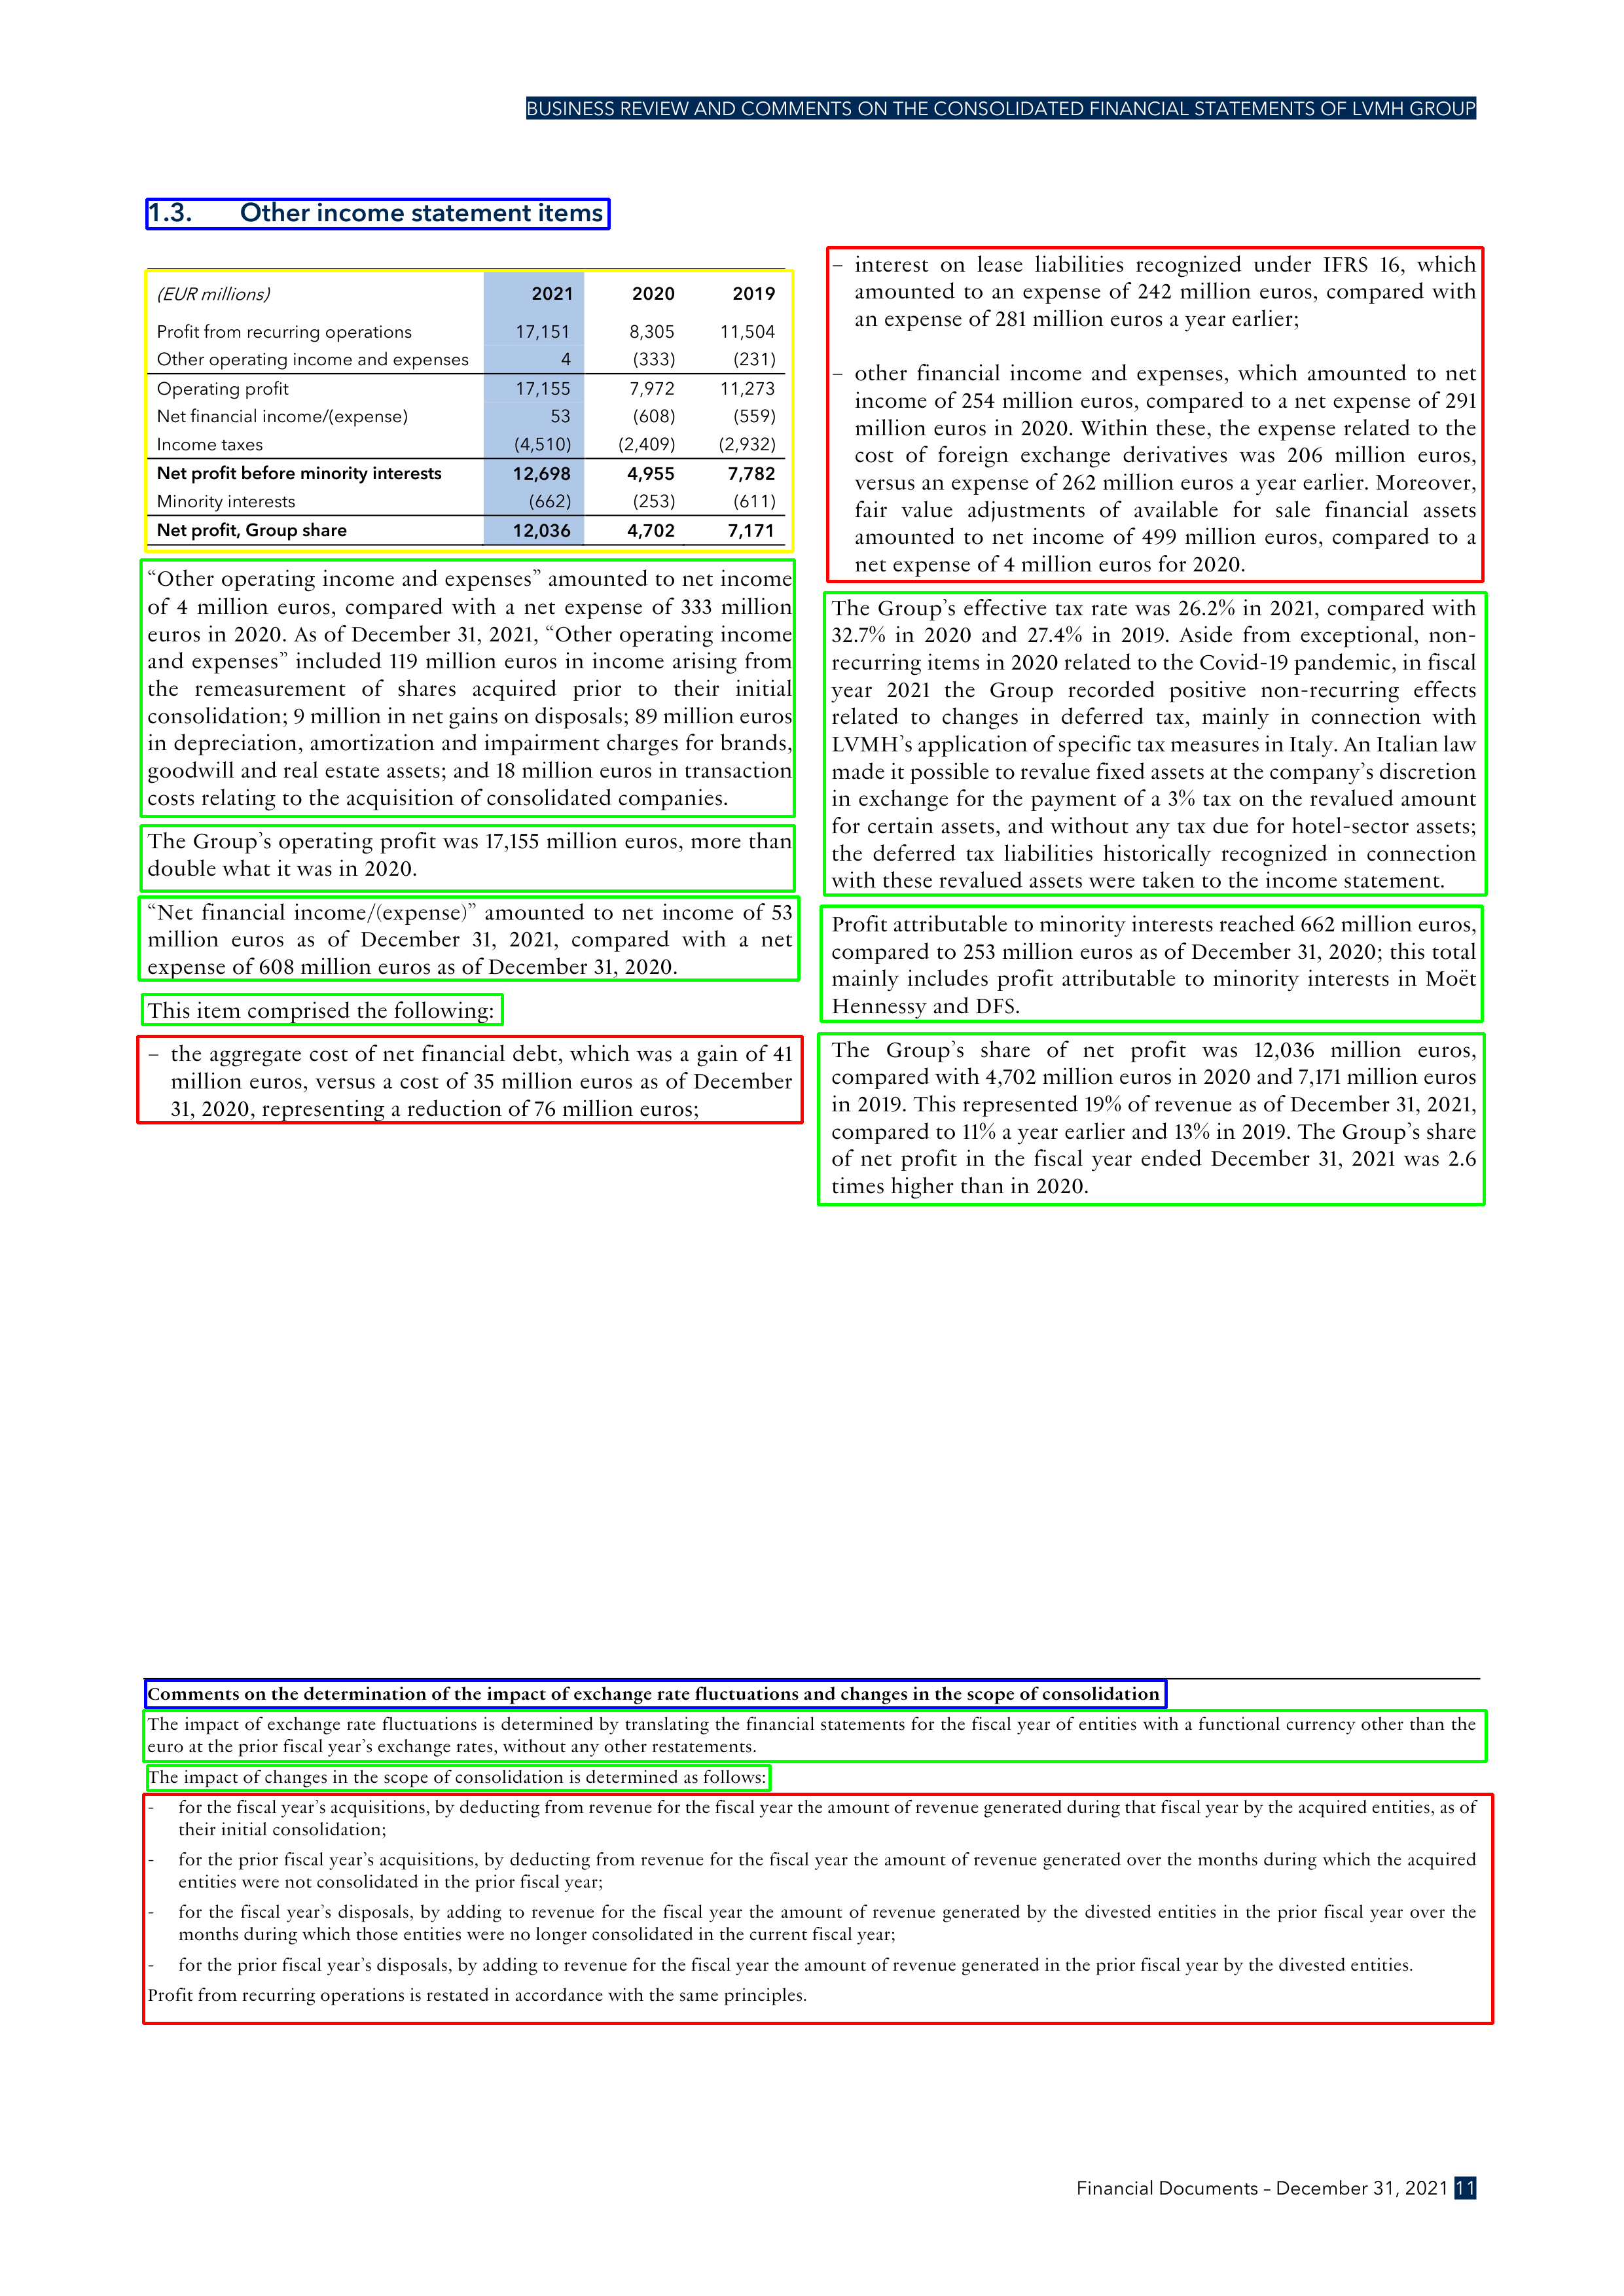 BUSINESS REVIEW AND COMMENTS ON THE CONSOLIDATED FINANCIAL STATEMENTS OF LVMH GROUP
1.3. Other income statement items
(EUR millions) 2021 2020 2019
Profit from recurring operations 17,151 8,305 11,504
Other operating income and expenses 4 (333) (231)
Operating profit 17,155 7,972 11,273
Net financial income/(expense) 53 (608) (559)
Income taxes (4,510) (2,409) (2,932)
Net profit before minority interests 12,698 4,955 7,782
Minority interests (662) (253) (611)
Net profit, Group share 12,036 4,702 7,171
“Other operating income and expenses” amounted to net income
of 4 million euros, compared with a net expense of 333 million
euros in 2020. As of December 31, 2021, “Other operating income
and expenses” included 119 million euros in income arising from
the remeasurement of shares acquired prior to their initial
consolidation; 9 million in net gains on disposals; 89 million euros
in depreciation, amortization and impairment charges for brands,
goodwill and real estate assets; and 18 million euros in transaction
costs relating to the acquisition of consolidated companies.
The Group’s operating profit was 17,155 million euros, more than
double what it was in 2020.
“Net financial income/(expense)” amounted to net income of 53
million euros as of December 31, 2021, compared with a net
expense of 608 million euros as of December 31, 2020.
This item comprised the following:
– the aggregate cost of net financial debt, which was a gain of 41
million euros, versus a cost of 35 million euros as of December
31, 2020, representing a reduction of 76 million euros;
– interest on lease liabilities recognized under IFRS 16, which
amounted to an expense of 242 million euros, compared with
an expense of 281 million euros a year earlier;
– other financial income and expenses, which amounted to net
income of 254 million euros, compared to a net expense of 291
million euros in 2020. Within these, the expense related to the
cost of foreign exchange derivatives was 206 million euros,
versus an expense of 262 million euros a year earlier. Moreover,
fair value adjustments of available for sale financial assets
amounted to net income of 499 million euros, compared to a
net expense of 4 million euros for 2020.
The Group’s effective tax rate was 26.2% in 2021, compared with
32.7% in 2020 and 27.4% in 2019. Aside from exceptional, non-
recurring items in 2020 related to the Covid-19 pandemic, in fiscal
year 2021 the Group recorded positive non-recurring effects
related to changes in deferred tax, mainly in connection with
LVMH’s application of specific tax measures in Italy. An Italian law
made it possible to revalue fixed assets at the company’s discretion
in exchange for the payment of a 3% tax on the revalued amount
for certain assets, and without any tax due for hotel-sector assets;
the deferred tax liabilities historically recognized in connection
with these revalued assets were taken to the income statement.
Profit attributable to minority interests reached 662 million euros,
compared to 253 million euros as of December 31, 2020; this total
mainly includes profit attributable to minority interests in Moët
Hennessy and DFS.
The Group’s share of net profit was 12,036 million euros,
compared with 4,702 million euros in 2020 and 7,171 million euros
in 2019. This represented 19% of revenue as of December 31, 2021,
compared to 11% a year earlier and 13% in 2019. The Group’s share
of net profit in the fiscal year ended December 31, 2021 was 2.6
times higher than in 2020.
Comments on the determination of the impact of exchange rate fluctuations and changes in the scope of consolidation
The impact of exchange rate fluctuations is determined by translating the financial statements for the fiscal year of entities with a functional currency other than the
euro at the prior fiscal year’s exchange rates, without any other restatements.
The impact of changes in the scope of consolidation is determined as follows:
- for the fiscal year’s acquisitions, by deducting from revenue for the fiscal year the amount of revenue generated during that fiscal year by the acquired entities, as of
their initial consolidation;
- for the prior fiscal year’s acquisitions, by deducting from revenue for the fiscal year the amount of revenue generated over the months during which the acquired
entities were not consolidated in the prior fiscal year;
- for the fiscal year’s disposals, by adding to revenue for the fiscal year the amount of revenue generated by the divested entities in the prior fiscal year over the
months during which those entities were no longer consolidated in the current fiscal year;
- for the prior fiscal year’s disposals, by adding to revenue for the fiscal year the amount of revenue generated in the prior fiscal year by the divested entities.
Profit from recurring operations is restated in accordance with the same principles.
Financial Documents – December 31, 2021 11